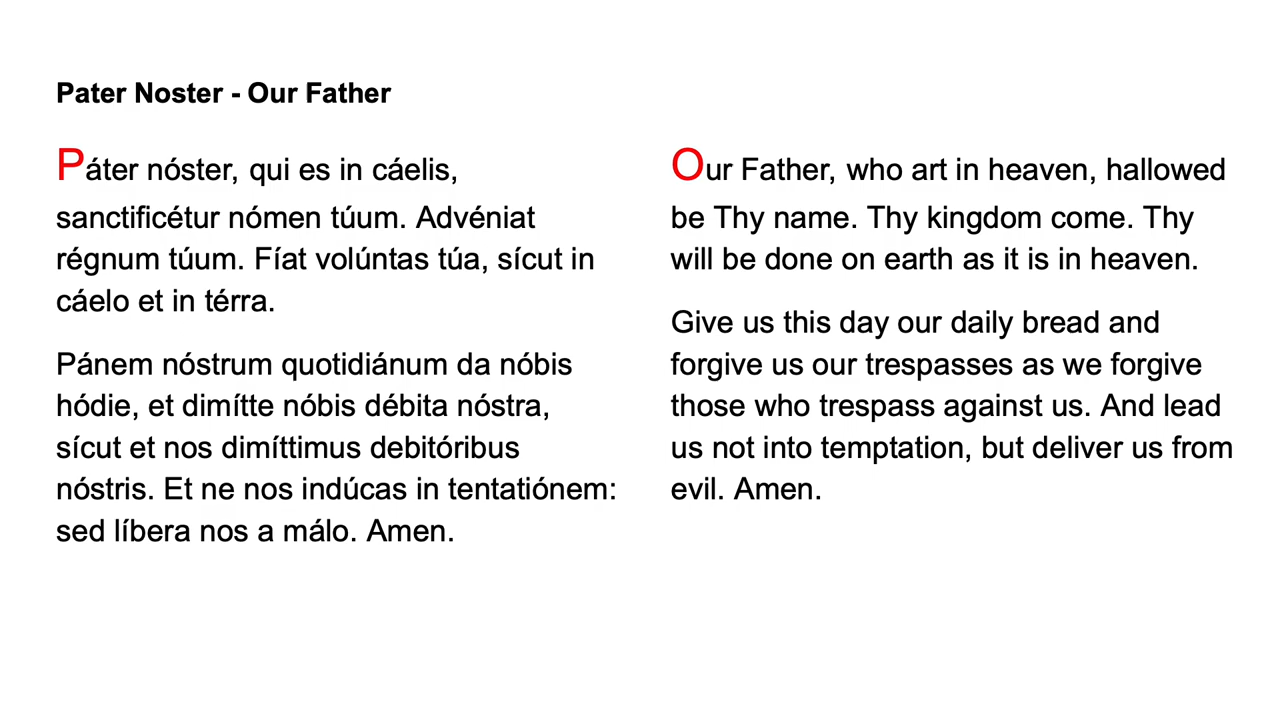 Pater Noster - Our Father
Páter nóster, qui es in cáelis,
sanctificétur nómen túum. Advéniat
régnum túum. Fíat volúntas túa, sícut in
cáelo et in térra.
Pánem nóstrum quotidiánum da nóbis
hódie, et dimítte nóbis débita nóstra,
sícut et nos dimíttimus debitóribus
nóstris. Et ne nos indúcas in tentatiónem:
sed líbera nos a málo. Amen.
Our Father, who art in heaven, hallowed
be Thy name. Thy kingdom come. Thy
will be done on earth as it is in heaven.
Give us this day our daily bread and
forgive us our trespasses as we forgive
those who trespass against us. And lead
us not into temptation, but deliver us from
evil. Amen.